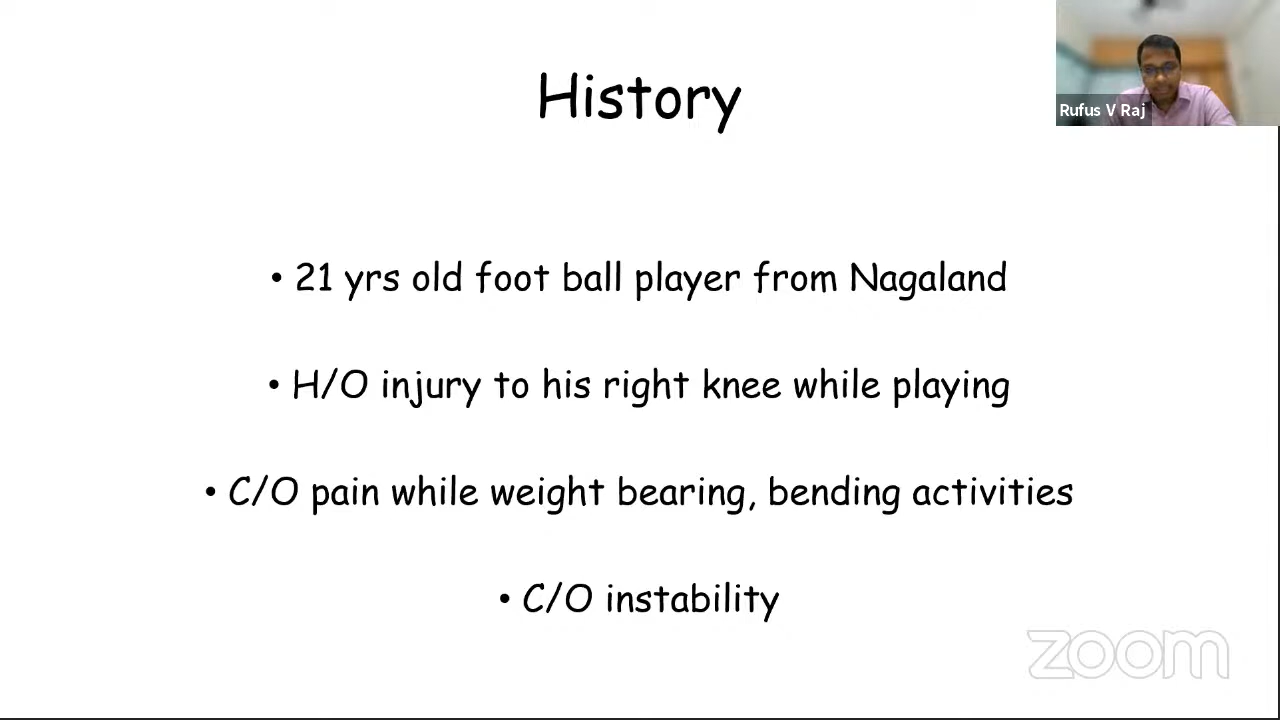 History
Rufus V Raj
• 21 yrs old foot ball player from Nagaland
• H/O injury to his right knee while playing
• C/O pain while weight bearing, bending activities
• C/O instability
zoom